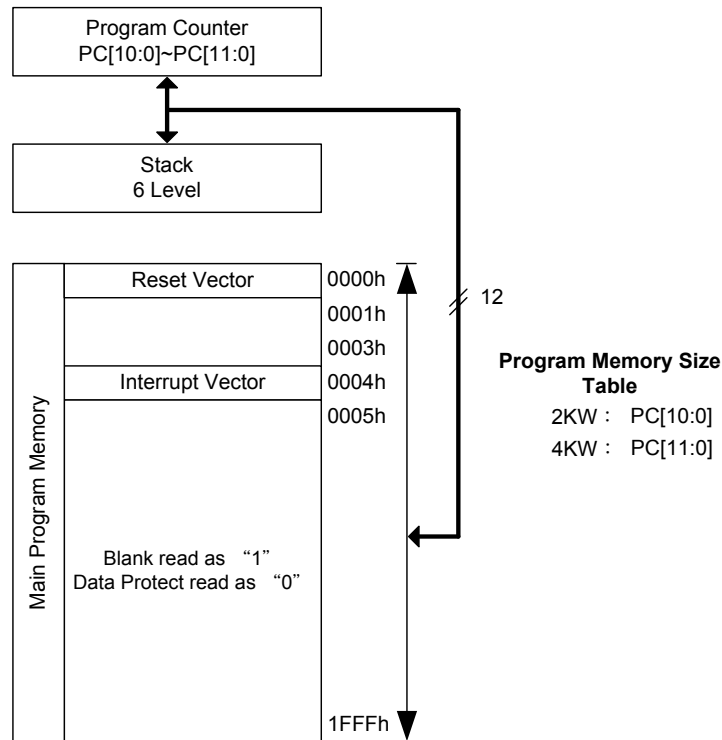 Program Counter
PC[10:0]~PC[11:0]
Stack
6 Level
Main Program Memory
Reset Vector
0000h
0001h
0003h
Interrupt Vector
0004h
0005h
Blank read as “1”
Data Protect read as “0”
1FFFh
12
Program Memory Size
Table
2KW： PC[10:0]
4KW： PC[11:0]